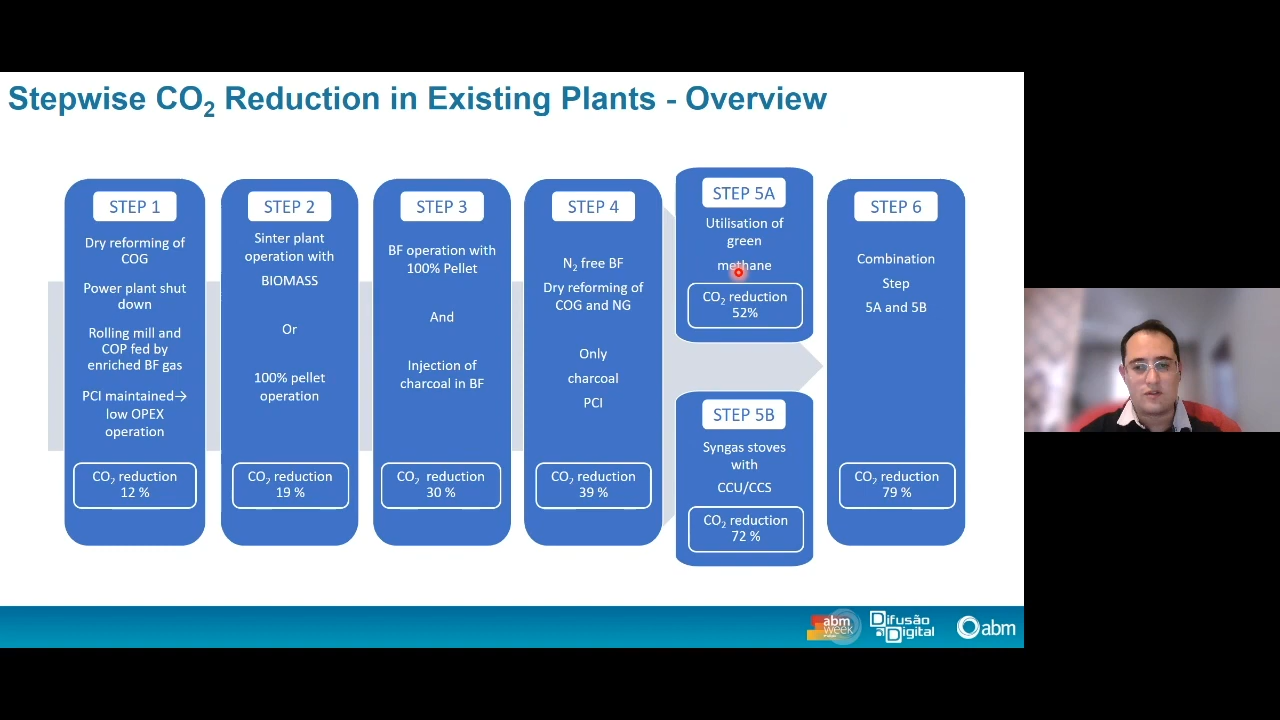 Stepwise CO₂ Reduction in Existing Plants - Overview
STEP 1
Dry reforming of
COG
Power plant shut
down
Rolling mill and
COP fed by
enriched BF gas
PCI maintained→
low OPEX
operation
CO₂ reduction
12 %
STEP 2
Sinter plant
operation with
BIOMASS
Or
100% pellet
operation
CO₂ reduction
19 %
STEP 3
BF operation with
100% Pellet
And
Injection of
charcoal in BF
CO₂ reduction
30 %
STEP 4
N₂ free BF
Dry reforming of
COG and NG
Only
charcoal
PCI
CO₂ reduction
39 %
STEP 5A
Utilisation of
green
methane
CO₂ reduction
52%
STEP 5B
Syngas stoves
with
CCU/CCS
CO₂ reduction
72 %
STEP 6
Combination
Step
5A and 5B
CO₂ reduction
79 %
abm
week
Difusão
Digital
abm